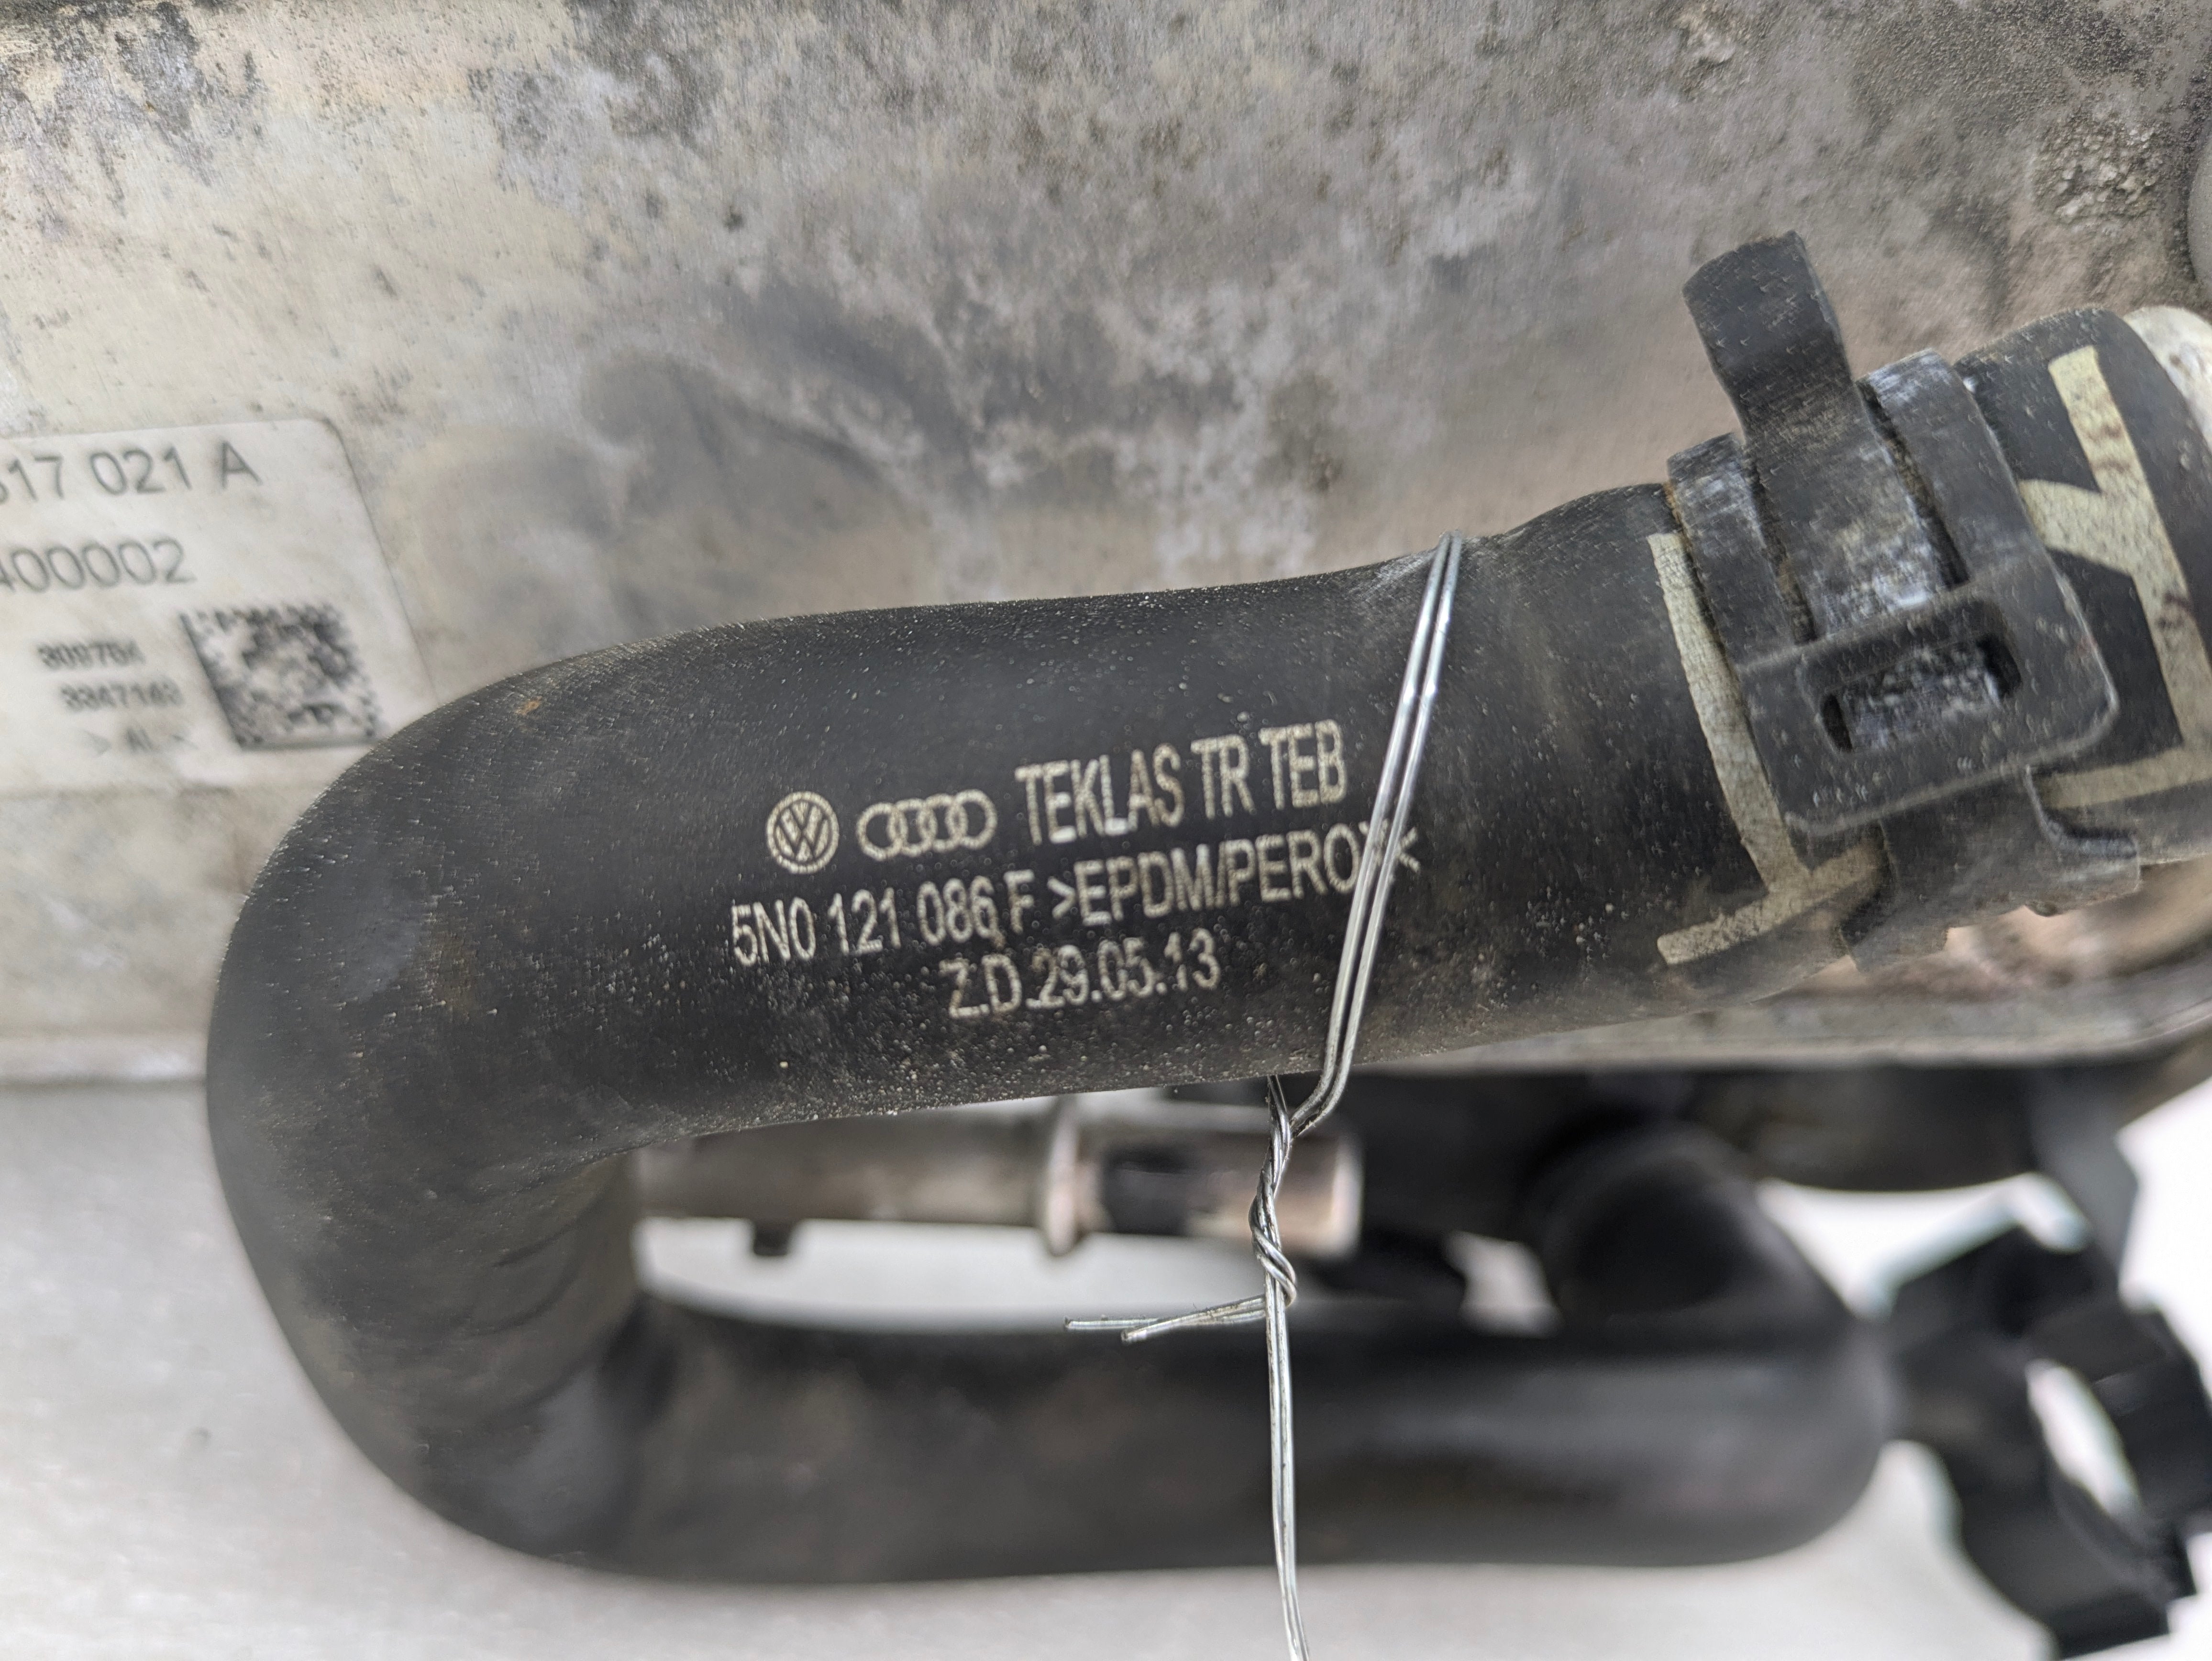 17 021 A
400002
TEKLAS TR TEB
5N0 121 086 F >EPDM/PEROX<
Z.D.29.05.13